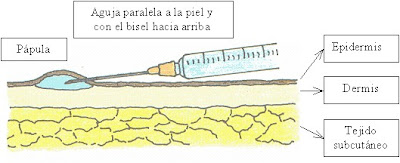 Aguja paralela a la piel y
con el bisel hacia arriba
Pápula
Epidermis
Dermis
Tejido
subcutáneo